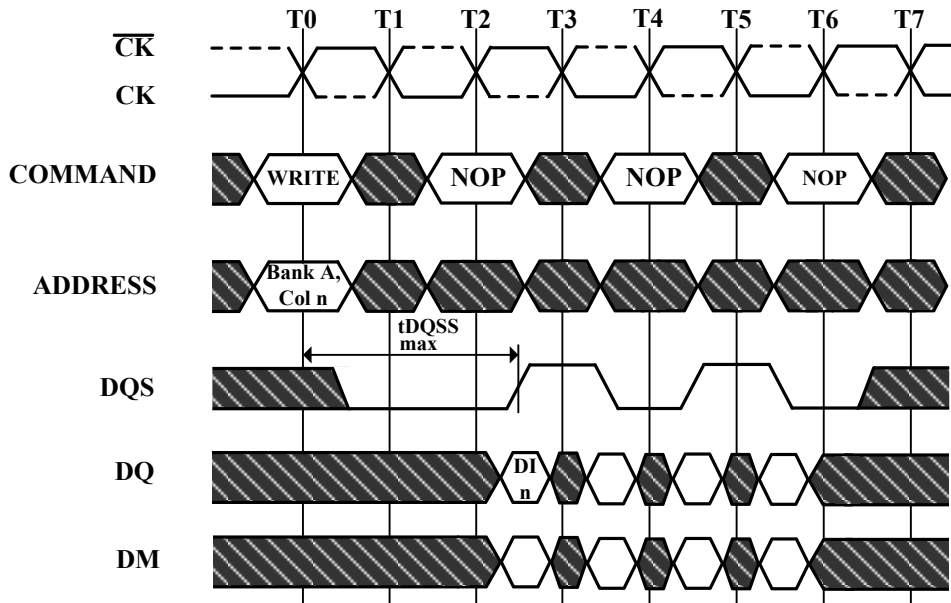 T0 T1 T2 T3 T4 T5 T6 T7
CK
CK
COMMAND
WRITE
NOP
NOP
NOP
ADDRESS
Bank A,
Col n
tDQSS
max
DQS
DQ
DI
n
DM